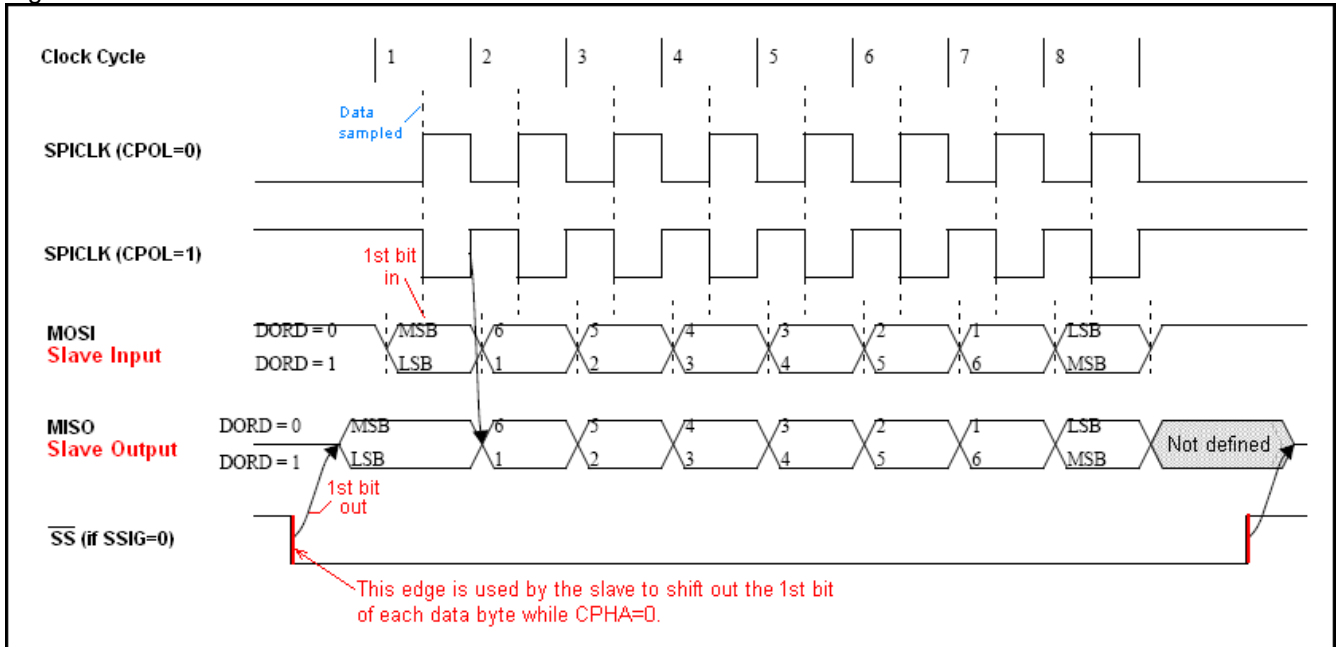 Clock Cycle 1 2 3 4 5 6 7 8
Data
sampled
SPICLK (CPOL=0)
SPICLK (CPOL=1)
1st bit
in
MOSI DORD = 0 MSB 6 5 4 3 2 1 LSB
Slave Input DORD = 1 LSB 1 2 3 4 5 6 MSB
MISO DORD = 0 MSB 6 5 4 3 2 1 LSB
Slave Output DORD = 1 LSB 1 2 3 4 5 6 MSB Not defined
1st bit
out
SS (if SSIG=0)
This edge is used by the slave to shift out the 1st bit
of each data byte while CPHA=0.